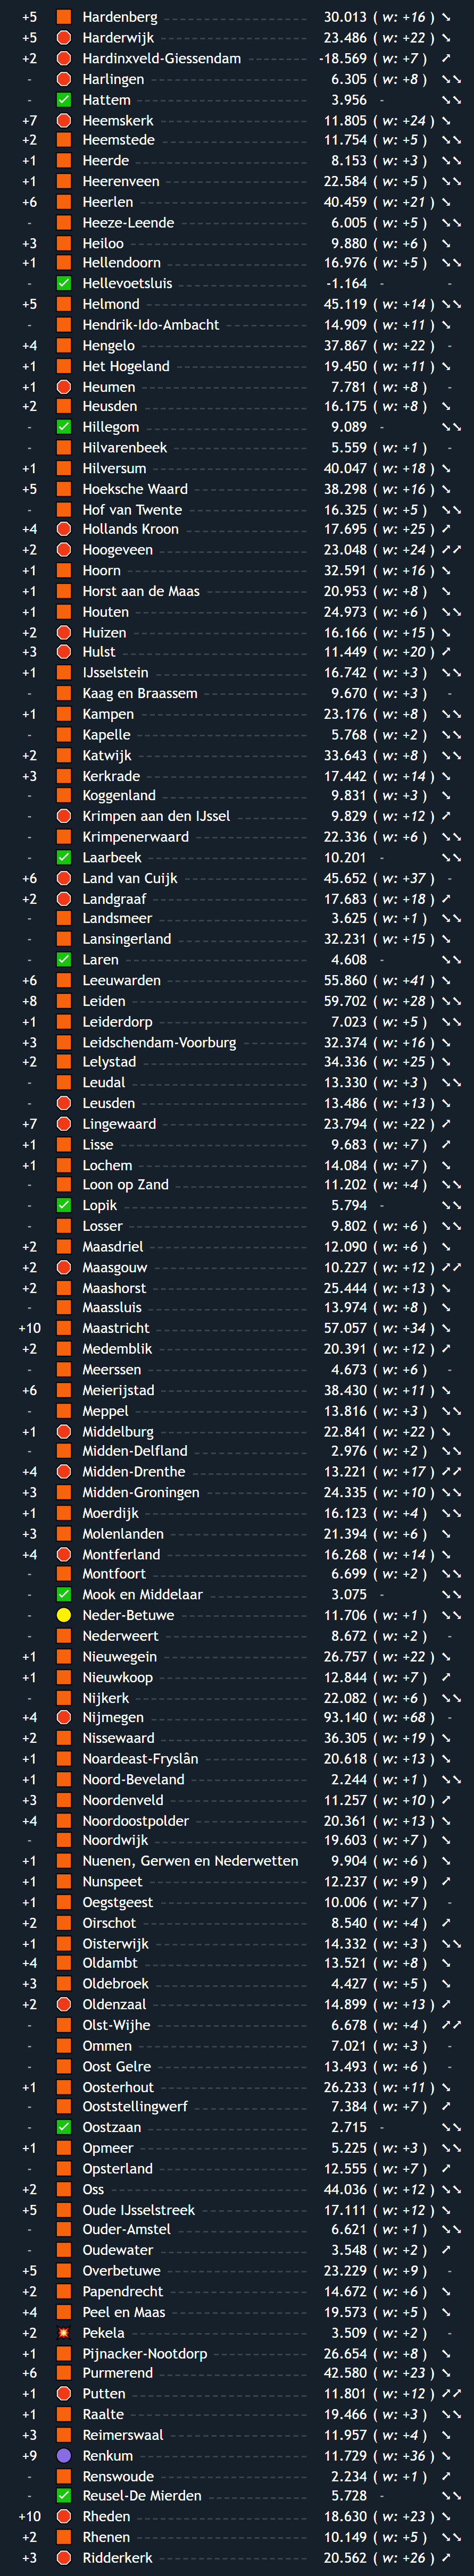 +5 Hardenberg 30.013 ( w: +16 ) ↘
+5 Harderwijk 23.486 ( w: +22 ) ↘
+2 Hardinxveld-Giessendam -18.569 ( w: +7 ) ↗
- Harlingen 6.305 ( w: +8 ) ↘↘
- Hattem 3.956 - ↘↘
+7 Heemskerk 11.805 ( w: +24 ) ↘
+2 Heemstede 11.754 ( w: +5 ) ↘↘
+1 Heerde 8.153 ( w: +3 ) ↘↘
+1 Heerenveen 22.584 ( w: +5 ) ↘↘
+6 Heerlen 40.459 ( w: +21 ) ↘
- Heeze-Leende 6.005 ( w: +5 ) ↘↘
+3 Heiloo 9.880 ( w: +6 ) ↘
+1 Hellendoorn 16.976 ( w: +5 ) ↘↘
- Hellevoetsluis -1.164 - -
+5 Helmond 45.119 ( w: +14 ) ↘↘
- Hendrik-Ido-Ambacht 14.909 ( w: +11 ) ↘
+4 Hengelo 37.867 ( w: +22 ) -
+1 Het Hogeland 19.450 ( w: +11 ) ↘
+1 Heumen 7.781 ( w: +8 ) -
+2 Heusden 16.175 ( w: +8 ) ↘
- Hillegom 9.089 - ↘↘
- Hilvarenbeek 5.559 ( w: +1 ) -
+1 Hilversum 40.047 ( w: +18 ) ↘
+5 Hoeksche Waard 38.298 ( w: +16 ) ↘
- Hof van Twente 16.325 ( w: +5 ) ↘↘
+4 Hollands Kroon 17.695 ( w: +25 ) ↗
+2 Hoogeveen 23.048 ( w: +24 ) ↗↗
+1 Hoorn 32.591 ( w: +16 ) ↘
+1 Horst aan de Maas 20.953 ( w: +8 ) ↘
+1 Houten 24.973 ( w: +6 ) ↘↘
+2 Huizen 16.166 ( w: +15 ) ↘
+3 Hulst 11.449 ( w: +20 ) ↗
+1 IJsselstein 16.742 ( w: +3 ) ↘↘
- Kaag en Braassem 9.670 ( w: +3 ) -
+1 Kampen 23.176 ( w: +8 ) ↘↘
- Kapelle 5.768 ( w: +2 ) ↘↘
+2 Katwijk 33.643 ( w: +8 ) ↘↘
+3 Kerkrade 17.442 ( w: +14 ) ↘
- Koggenland 9.831 ( w: +3 ) ↘
- Krimpen aan den IJssel 9.829 ( w: +12 ) ↗
- Krimpenerwaard 22.336 ( w: +6 ) ↘↘
- Laarbeek 10.201 - ↘↘
+6 Land van Cuijk 45.652 ( w: +37 ) -
+2 Landgraaf 17.683 ( w: +18 ) ↗
- Landsmeer 3.625 ( w: +1 ) ↘↘
- Lansingerland 32.231 ( w: +15 ) ↘
- Laren 4.608 - ↘↘
+6 Leeuwarden 55.860 ( w: +41 ) ↘
+8 Leiden 59.702 ( w: +28 ) ↘↘
+1 Leiderdorp 7.023 ( w: +5 ) ↘↘
+3 Leidschendam-Voorburg 32.374 ( w: +16 ) ↘
+2 Lelystad 34.336 ( w: +25 ) ↘
- Leudal 13.330 ( w: +3 ) ↘↘
- Leusden 13.486 ( w: +13 ) ↘
+7 Lingewaard 23.794 ( w: +22 ) ↗
+1 Lisse 9.683 ( w: +7 ) ↗
+1 Lochem 14.084 ( w: +7 ) ↘
- Loon op Zand 11.202 ( w: +4 ) ↘↘
- Lopik 5.794 - ↘↘
- Losser 9.802 ( w: +6 ) ↘↘
+2 Maasdriel 12.090 ( w: +6 ) ↘
+2 Maasgouw 10.227 ( w: +12 ) ↗↗
+2 Maashorst 25.444 ( w: +13 ) ↘
- Maassluis 13.974 ( w: +8 ) ↘
+10 Maastricht 57.057 ( w: +34 ) ↘
+2 Medemblik 20.391 ( w: +12 ) ↗
- Meerssen 4.673 ( w: +6 ) -
+6 Meierijstad 38.430 ( w: +11 ) ↘
- Meppel 13.816 ( w: +3 ) ↘↘
+1 Middelburg 22.841 ( w: +22 ) ↘
- Midden-Delfland 2.976 ( w: +2 ) ↘↘
+4 Midden-Drenthe 13.221 ( w: +17 ) ↗↗
+3 Midden-Groningen 24.335 ( w: +10 ) ↘↘
+1 Moerdijk 16.123 ( w: +4 ) ↘↘
+3 Molenlanden 21.394 ( w: +6 ) ↘
+4 Montferland 16.268 ( w: +14 ) ↘
- Montfoort 6.699 ( w: +2 ) ↘↘
- Mook en Middelaar 3.075 - ↘↘
- Neder-Betuwe 11.706 ( w: +1 ) ↘↘
- Nederweert 8.672 ( w: +2 ) -
+1 Nieuwegein 26.757 ( w: +22 ) ↘
+1 Nieuwkoop 12.844 ( w: +7 ) ↗
- Nijkerk 22.082 ( w: +6 ) ↘↘
+4 Nijmegen 93.140 ( w: +68 ) -
+2 Nissewaard 36.305 ( w: +19 ) ↘
+1 Noardeast-Fryslân 20.618 ( w: +13 ) ↘
+1 Noord-Beveland 2.244 ( w: +1 ) ↘↘
+3 Noordenveld 11.257 ( w: +10 ) ↗
+4 Noordoostpolder 20.361 ( w: +13 ) ↘
- Noordwijk 19.603 ( w: +7 ) ↘
+1 Nuenen, Gerwen en Nederwetten 9.904 ( w: +6 ) ↘
+1 Nunspeet 12.237 ( w: +9 ) ↗
+1 Oegstgeest 10.006 ( w: +7 ) -
+2 Oirschot 8.540 ( w: +4 ) ↗
+1 Oisterwijk 14.332 ( w: +3 ) ↘↘
+4 Oldambt 13.521 ( w: +8 ) ↘
+3 Oldebroek 4.427 ( w: +5 ) ↘
+2 Oldenzaal 14.899 ( w: +13 ) ↗
- Olst-Wijhe 6.678 ( w: +4 ) ↗↗
- Ommen 7.021 ( w: +3 ) -
- Oost Gelre 13.493 ( w: +6 ) -
+1 Oosterhout 26.233 ( w: +11 ) ↘
- Ooststellingwerf 7.384 ( w: +7 ) ↗
- Oostzaan 2.715 - ↘↘
+1 Opmeer 5.225 ( w: +3 ) ↘↘
- Opsterland 12.555 ( w: +7 ) ↗
+2 Oss 44.036 ( w: +12 ) ↘↘
+5 Oude IJsselstreek 17.111 ( w: +12 ) ↘
- Ouder-Amstel 6.621 ( w: +1 ) ↘↘
- Oudewater 3.548 ( w: +2 ) ↗
+5 Overbetuwe 23.229 ( w: +9 ) -
+2 Papendrecht 14.672 ( w: +6 ) ↘
+4 Peel en Maas 19.573 ( w: +5 ) ↘
+2 Pekela 3.509 ( w: +2 ) -
+1 Pijnacker-Nootdorp 26.654 ( w: +8 ) ↘
+6 Purmerend 42.580 ( w: +23 ) ↘
+1 Putten 11.801 ( w: +12 ) ↗↗
+1 Raalte 19.466 ( w: +3 ) ↘↘
+3 Reimerswaal 11.957 ( w: +4 ) ↘
+9 Renkum 11.729 ( w: +36 ) ↘
- Renswoude 2.234 ( w: +1 ) ↗
- Reusel-De Mierden 5.728 - ↘↘
+10 Rheden 18.630 ( w: +23 ) ↘
+2 Rhenen 10.149 ( w: +5 ) ↘↘
+3 Ridderkerk 20.562 ( w: +26 ) ↗